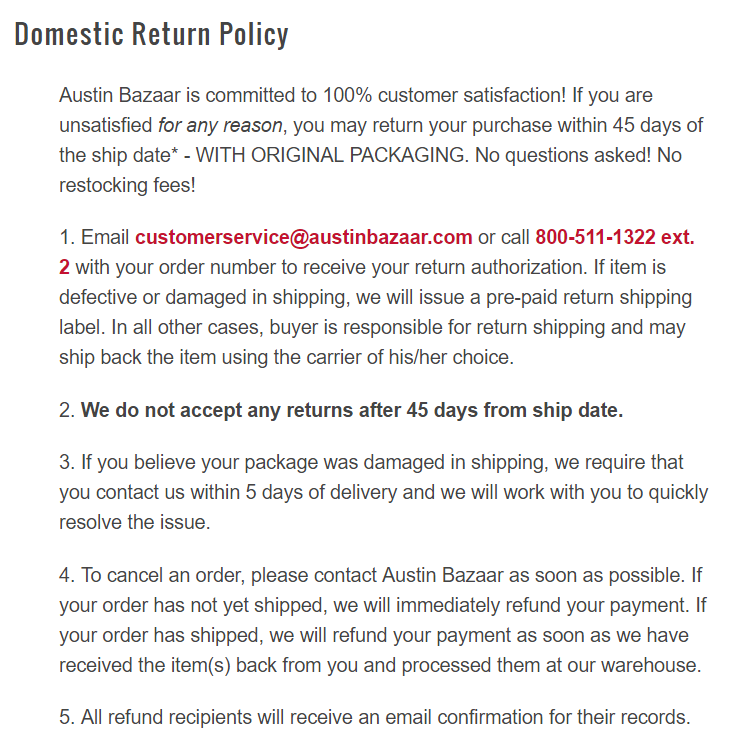 Domestic Return Policy
Austin Bazaar is committed to 100% customer satisfaction! If you are
unsatisfied for any reason, you may return your purchase within 45 days of
the ship date* - WITH ORIGINAL PACKAGING. No questions asked! No
restocking fees!
1. Email customerservice@austinbazaar.com or call 800-511-1322 ext.
2 with your order number to receive your return authorization. If item is
defective or damaged in shipping, we will issue a pre-paid return shipping
label. In all other cases, buyer is responsible for return shipping and may
ship back the item using the carrier of his/her choice.
2. We do not accept any returns after 45 days from ship date.
3. If you believe your package was damaged in shipping, we require that
you contact us within 5 days of delivery and we will work with you to quickly
resolve the issue.
4. To cancel an order, please contact Austin Bazaar as soon as possible. If
your order has not yet shipped, we will immediately refund your payment. If
your order has shipped, we will refund your payment as soon as we have
received the item(s) back from you and processed them at our warehouse.
5. All refund recipients will receive an email confirmation for their records.